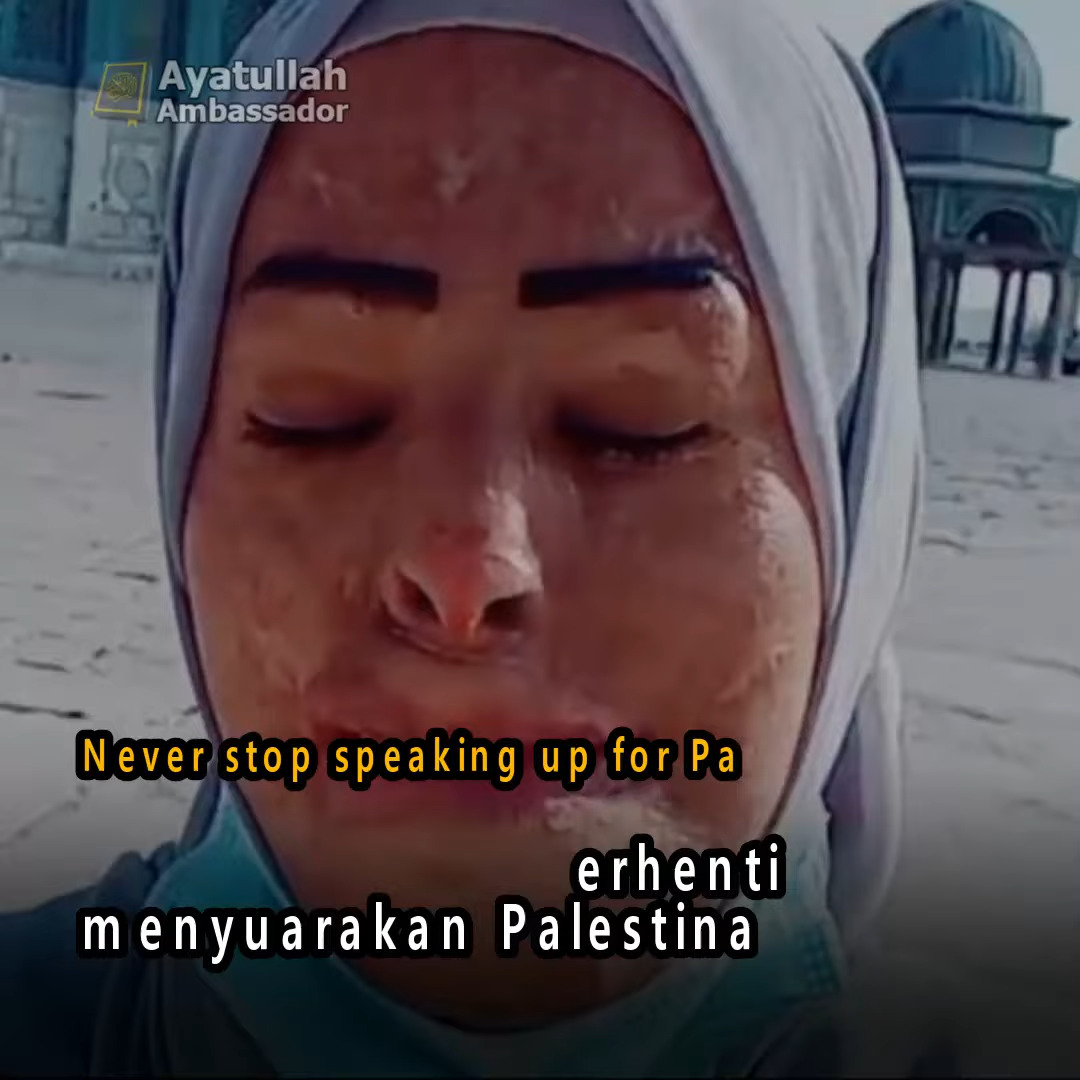 Ayatullah
Ambassador
Never stop speaking up for Pa
erhenti
menyuarakan Palestina